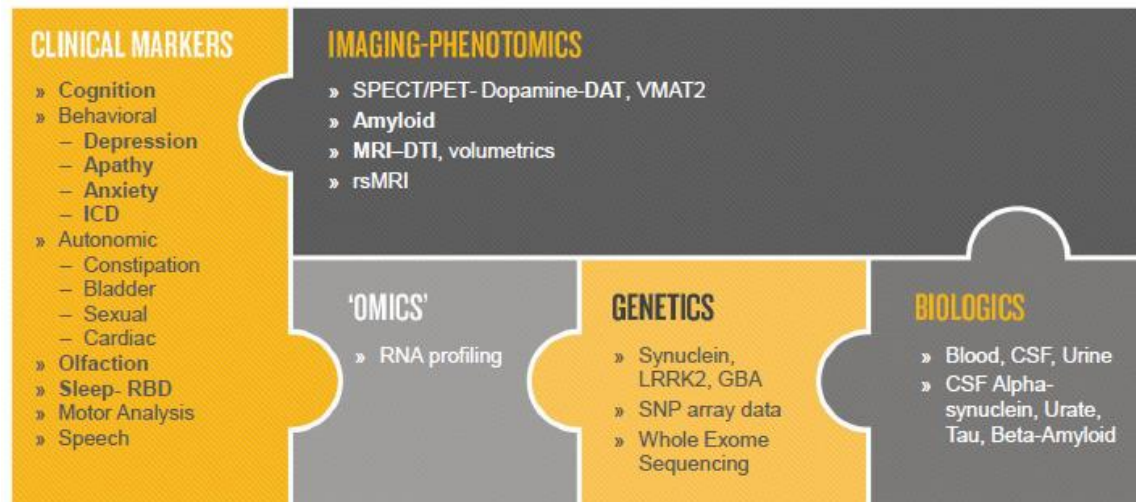 CLINICAL MARKERS
» Cognition
» Behavioral
– Depression
– Apathy
– Anxiety
– ICD
» Autonomic
– Constipation
– Bladder
– Sexual
– Cardiac
» Olfaction
» Sleep- RBD
» Motor Analysis
» Speech
IMAGING-PHENOTOMICS
» SPECT/PET- Dopamine-DAT, VMAT2
» Amyloid
» MRI–DTI, volumetrics
» rsMRI
‘OMICS’
» RNA profiling
GENETICS
» Synuclein,
LRRK2, GBA
» SNP array data
» Whole Exome
Sequencing
BIOLOGICS
» Blood, CSF, Urine
» CSF Alpha-
synuclein, Urate,
Tau, Beta-Amyloid